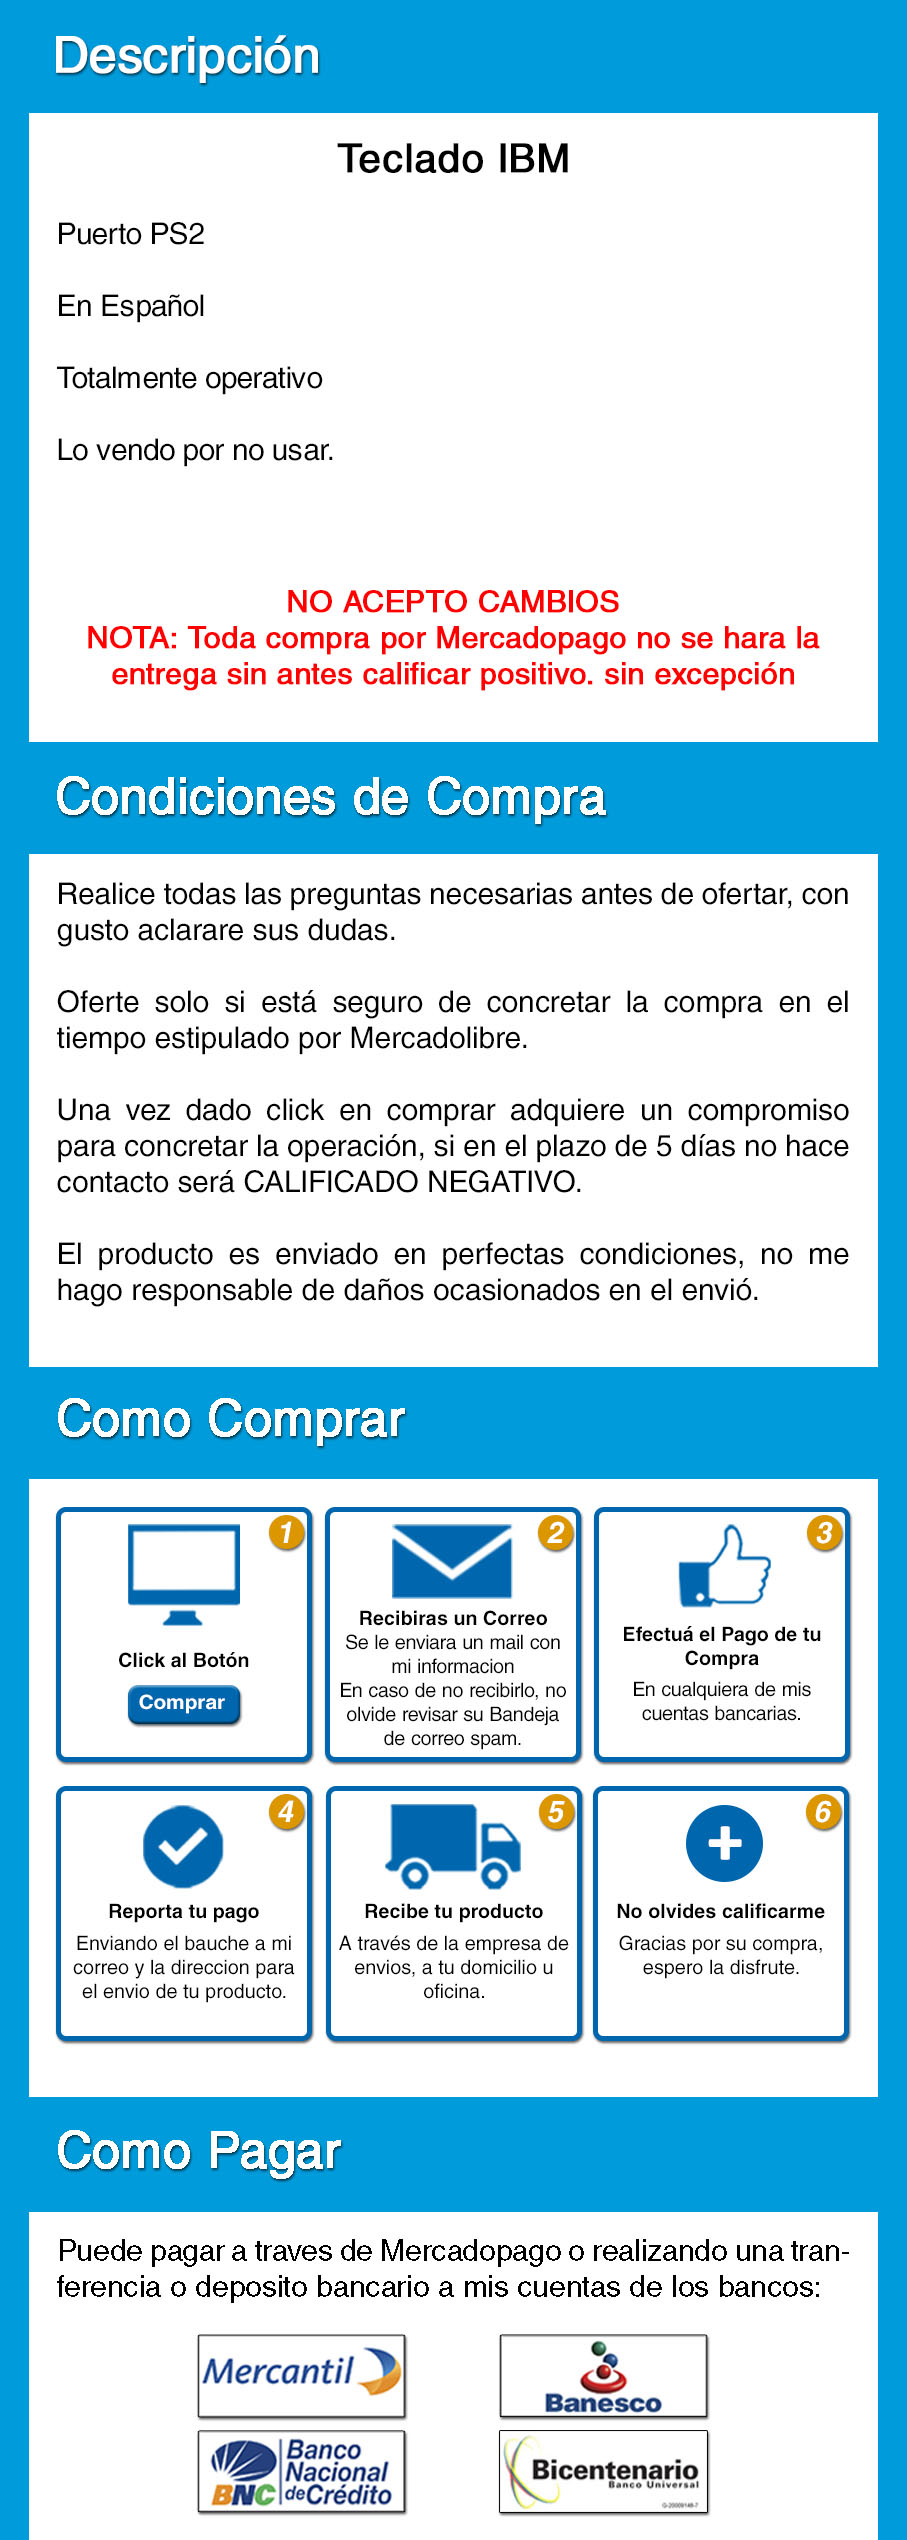 Descripción
Teclado IBM
Puerto PS2
En Español
Totalmente operativo
Lo vendo por no usar.
NO ACEPTO CAMBIOS
NOTA: Toda compra por Mercadopago no se hara la
entrega sin antes calificar positivo. sin excepción
Condiciones de Compra
Realice todas las preguntas necesarias antes de ofertar, con
gusto aclarare sus dudas.
Oferte solo si está seguro de concretar la compra en el
tiempo estipulado por Mercadolibre.
Una vez dado click en comprar adquiere un compromiso
para concretar la operación, si en el plazo de 5 días no hace
contacto será CALIFICADO NEGATIVO.
El producto es enviado en perfectas condiciones, no me
hago responsable de daños ocasionados en el envió.
Como Comprar
1
Click al Botón
Comprar
2
Recibiras un Correo
Se le enviara un mail con
mi informacion
En caso de no recibirlo, no
olvide revisar su Bandeja
de correo spam.
3
Efectuá el Pago de tu
Compra
En cualquiera de mis
cuentas bancarias.
4
Reporta tu pago
Enviando el bauche a mi
correo y la direccion para
el envio de tu producto.
5
Recibe tu producto
A través de la empresa de
envios, a tu domicilio u
oficina.
6
No olvides calificarme
Gracias por su compra,
espero la disfrute.
Como Pagar
Puede pagar a traves de Mercadopago o realizando una tran-
ferencia o deposito bancario a mis cuentas de los bancos:
Mercantil
Banesco
BNC
Banco
Nacional
de Crédito
Bicentenario
Banco Universal